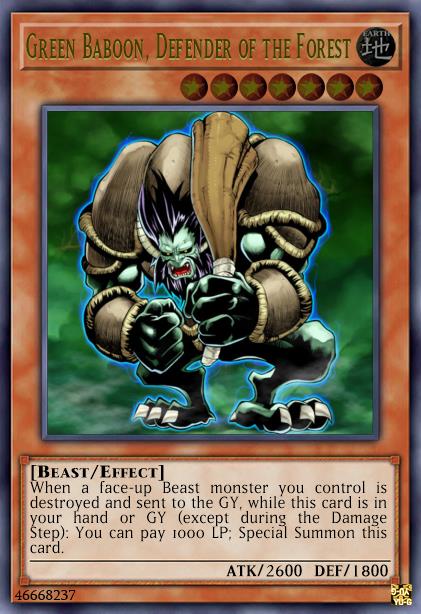 Green Baboon, Defender of the Forest
EARTH
地
[Beast/Effect]
When a face-up Beast monster you control is
destroyed and sent to the GY, while this card is in
your hand or GY (except during the Damage
Step): You can pay 1000 LP; Special Summon this
card.
ATK/2600 DEF/1800
46668237